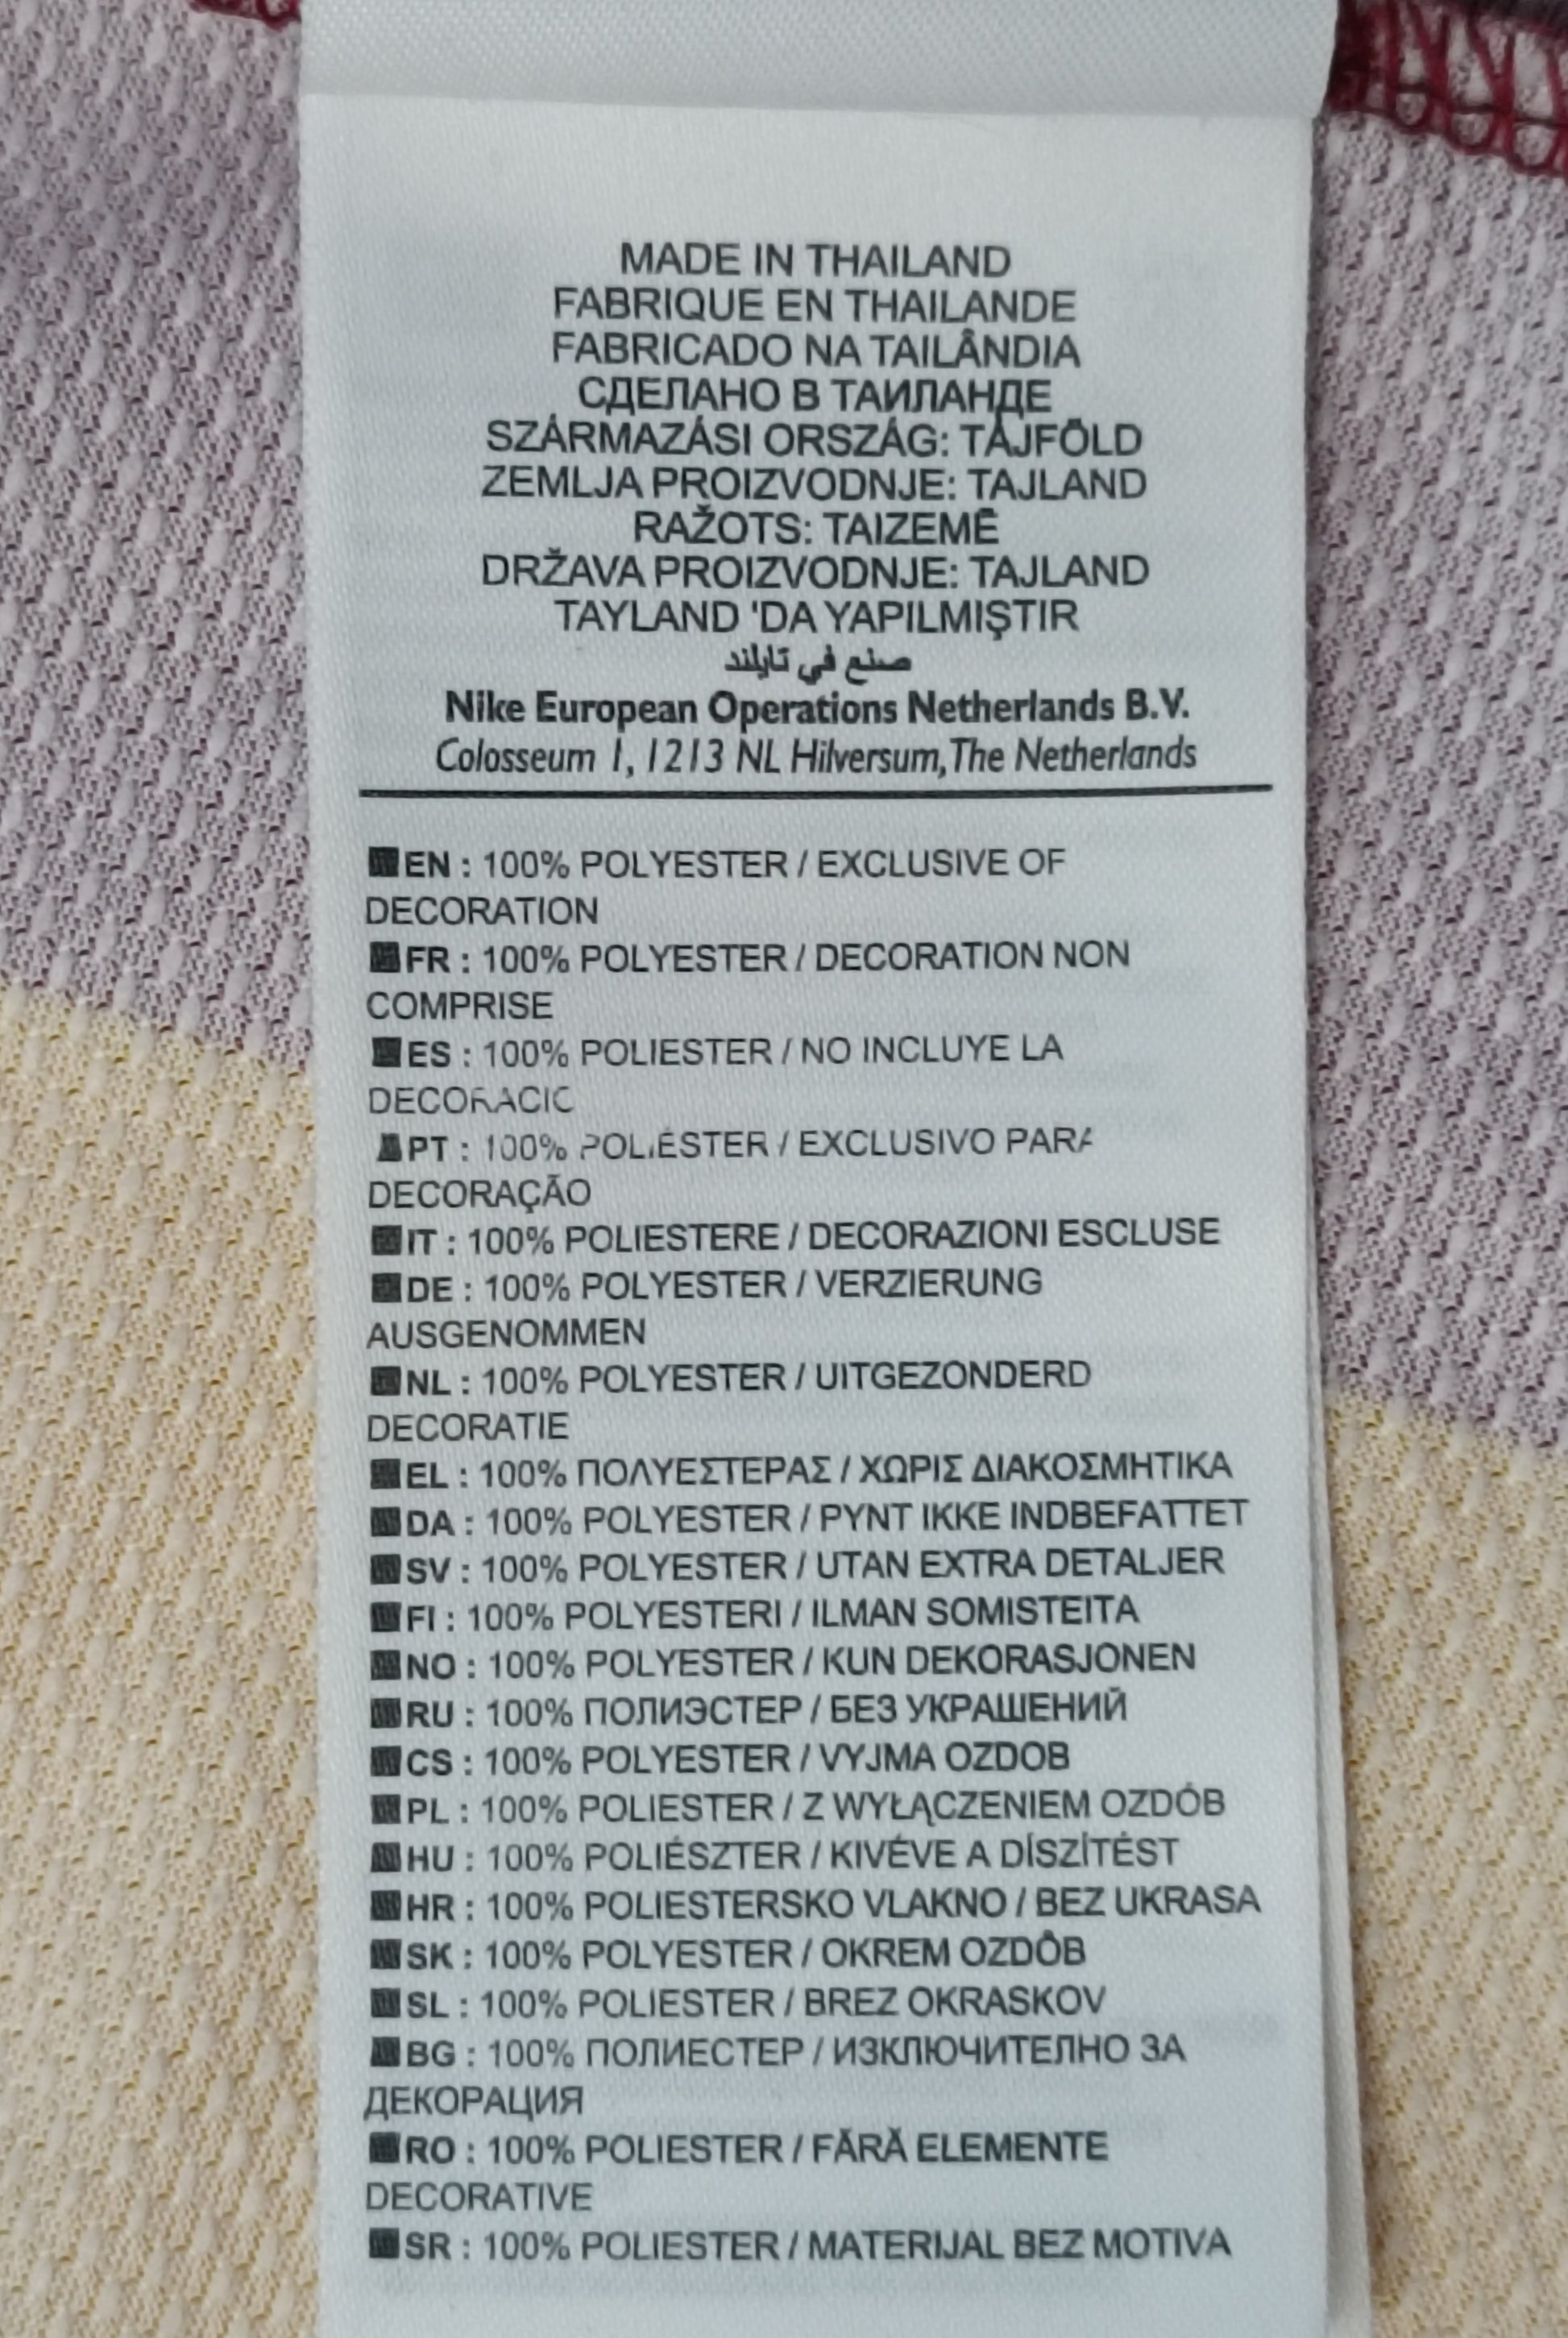 MADE IN THAILAND
FABRIQUE EN THAILANDE
FABRICADO NA TAILÂNDIA
СДЕЛАНО В ТАИЛАНДЕ
SZÁRMAZÁSI ORSZÁG: TÁJFÖLD
ZEMLJA PROIZVODNJE: TAJLAND
RAŽOTS: TAIZEMĒ
DRŽAVA PROIZVODNJE: TAJLAND
TAYLAND 'DA YAPILMIŞTIR
صنع في تايلند
Nike European Operations Netherlands B.V.
Colosseum 1, 1213 NL Hilversum, The Netherlands
EN : 100% POLYESTER / EXCLUSIVE OF
DECORATION
FR : 100% POLYESTER / DECORATION NON
COMPRISE
ES : 100% POLIESTER / NO INCLUYE LA
PT : 100% POLIÉSTER / EXCLUSIVO PARA
DECORAÇÃO
IT : 100% POLIESTERE / DECORAZIONI ESCLUSE
DE : 100% POLYESTER / VERZIERUNG
AUSGENOMMEN
NL : 100% POLYESTER / UITGEZONDERD
DECORATIE
EL : 100% ΠΟΛΥΕΣΤΕΡΑΣ / ΧΩΡΙΣ ΔΙΑΚΟΣΜΗΤΙΚΑ
DA : 100% POLYESTER / PYNT IKKE INDBEFATTET
SV : 100% POLYESTER / UTAN EXTRA DETALJER
FI : 100% POLYESTERI / ILMAN SOMISTEITA
NO : 100% POLYESTER / KUN DEKORASJONEN
RU : 100% ПОЛИЭСТЕР / БЕЗ УКРАШЕНИЙ
CS : 100% POLYESTER / VYJMA OZDOB
PL : 100% POLIESTER / Z WYŁĄCZENIEM OZDÓB
HU : 100% POLIÉSZTER / KIVÉVE A DÍSZÍTÉST
HR : 100% POLIESTERSKO VLAKNO / BEZ UKRASA
SK : 100% POLYESTER / OKREM OZDÔB
SL : 100% POLIESTER / BREZ OKRASKOV
BG : 100% ПОЛИЕСТЕР / ИЗКЛЮЧИТЕЛНО ЗА
ДЕКОРАЦИЯ
RO : 100% POLIESTER / FĂRĂ ELEMENTE
DECORATIVE
SR : 100% POLIESTER / MATERIJAL BEZ MOTIVA